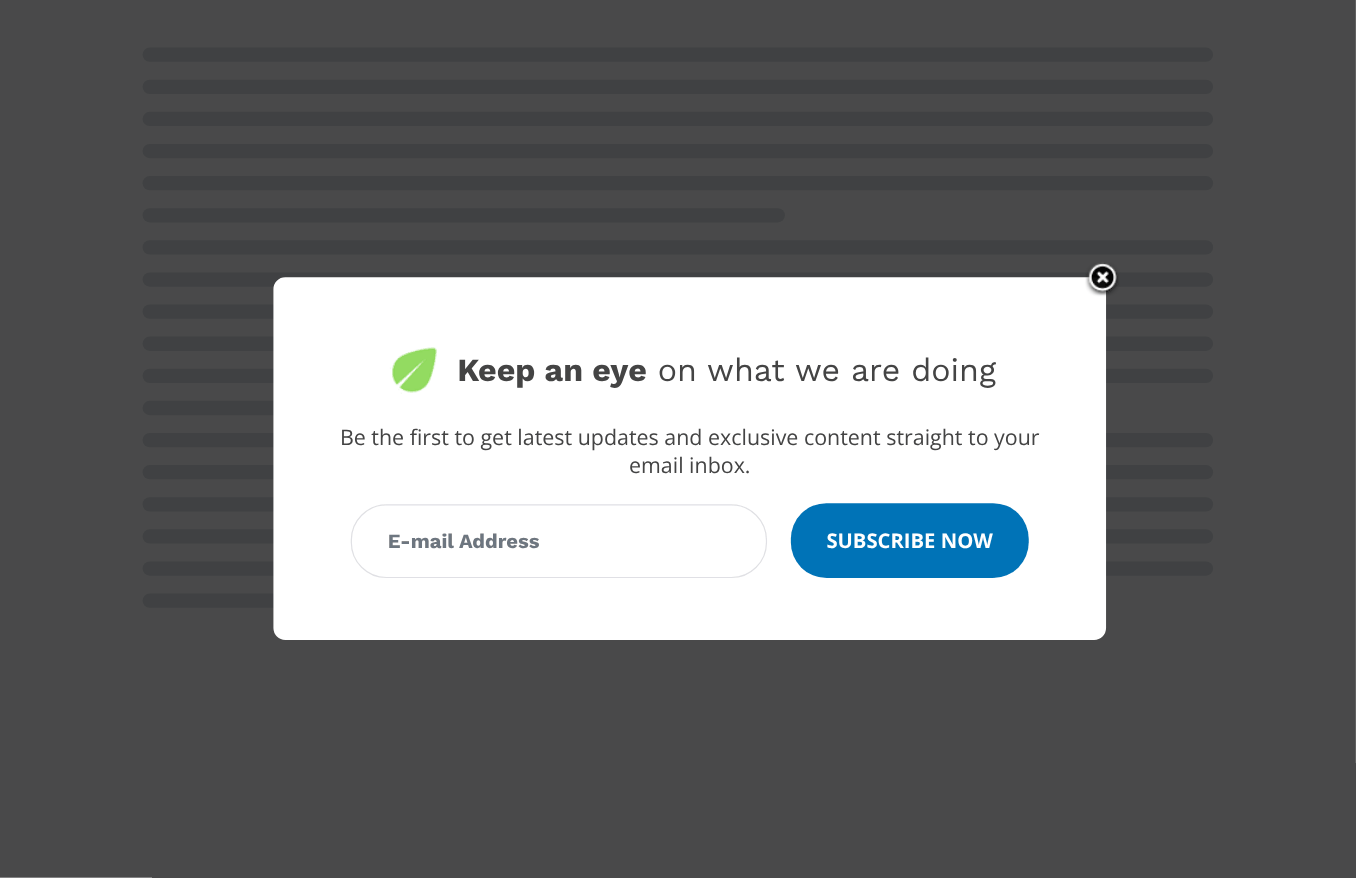 Keep an eye on what we are doing
Be the first to get latest updates and exclusive content straight to your
email inbox.
E-mail Address
SUBSCRIBE NOW